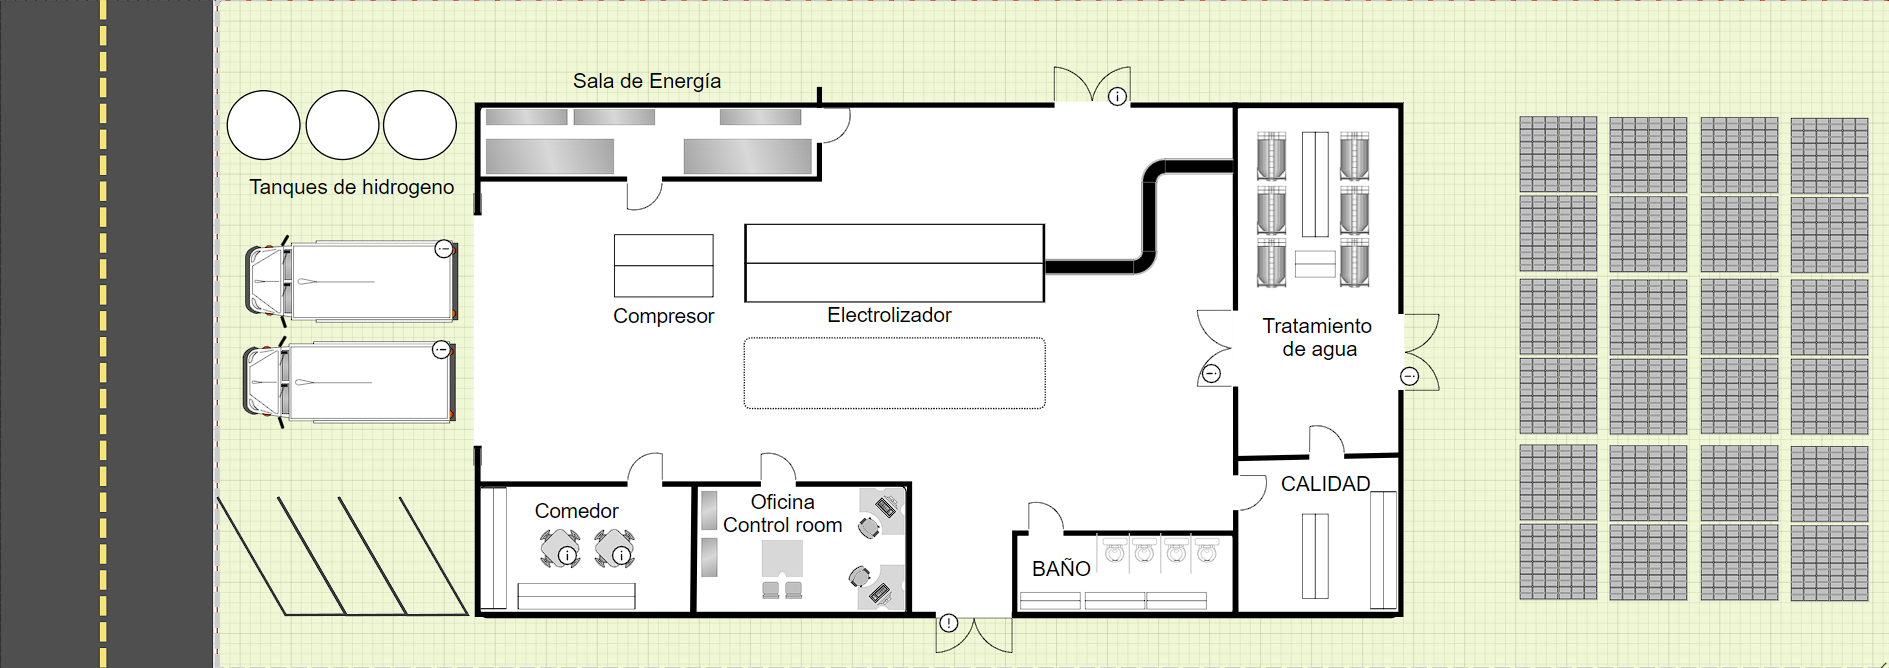 Sala de Energía
Tanques de hidrogeno
Compresor
Electrolizador
Tratamiento
de agua
Comedor
Oficina
Control room
CALIDAD
BAÑO